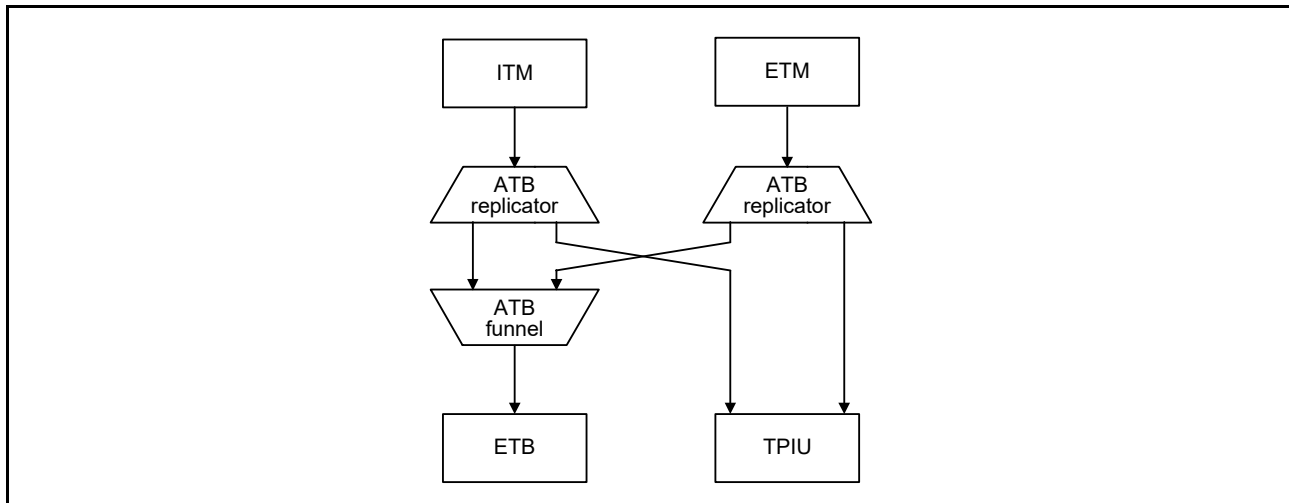 ITM
ETM
ATB
replicator
ATB
replicator
ATB
funnel
ETB
TPIU